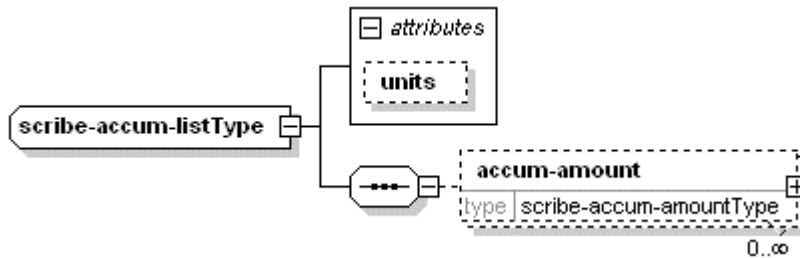 attributes
units
scribe-accum-listType
accum-amount
type scribe-accum-amountType
0..∞